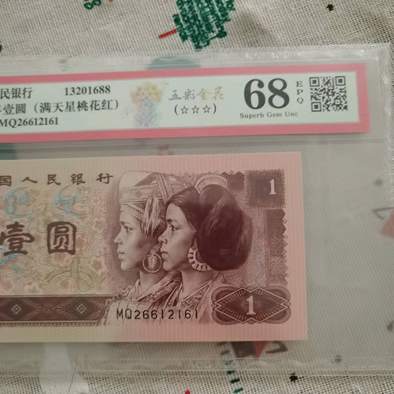 民银行 13201688
壹圆（满天星桃花红）
MQ26612161
五彩金花
(☆☆☆)
68 EPQ
Superb Gem Unc
国人民银行
1
壹圆
1
MQ26612161